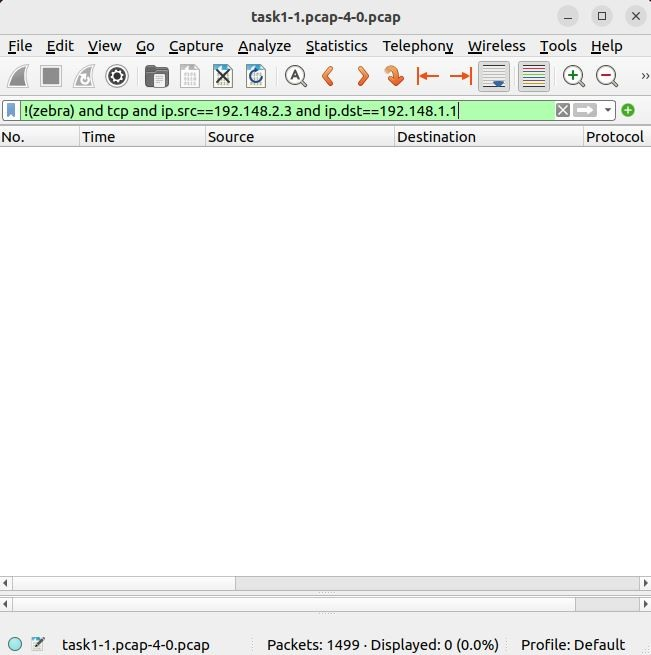 task1-1.pcap-4-0.pcap
File Edit View Go Capture Analyze Statistics Telephony Wireless Tools Help
!(zebra) and tcp and ip.src==192.148.2.3 and ip.dst==192.148.1.1
No. Time Source Destination Protocol
task1-1.pcap-4-0.pcap Packets: 1499 · Displayed: 0 (0.0%) Profile: Default